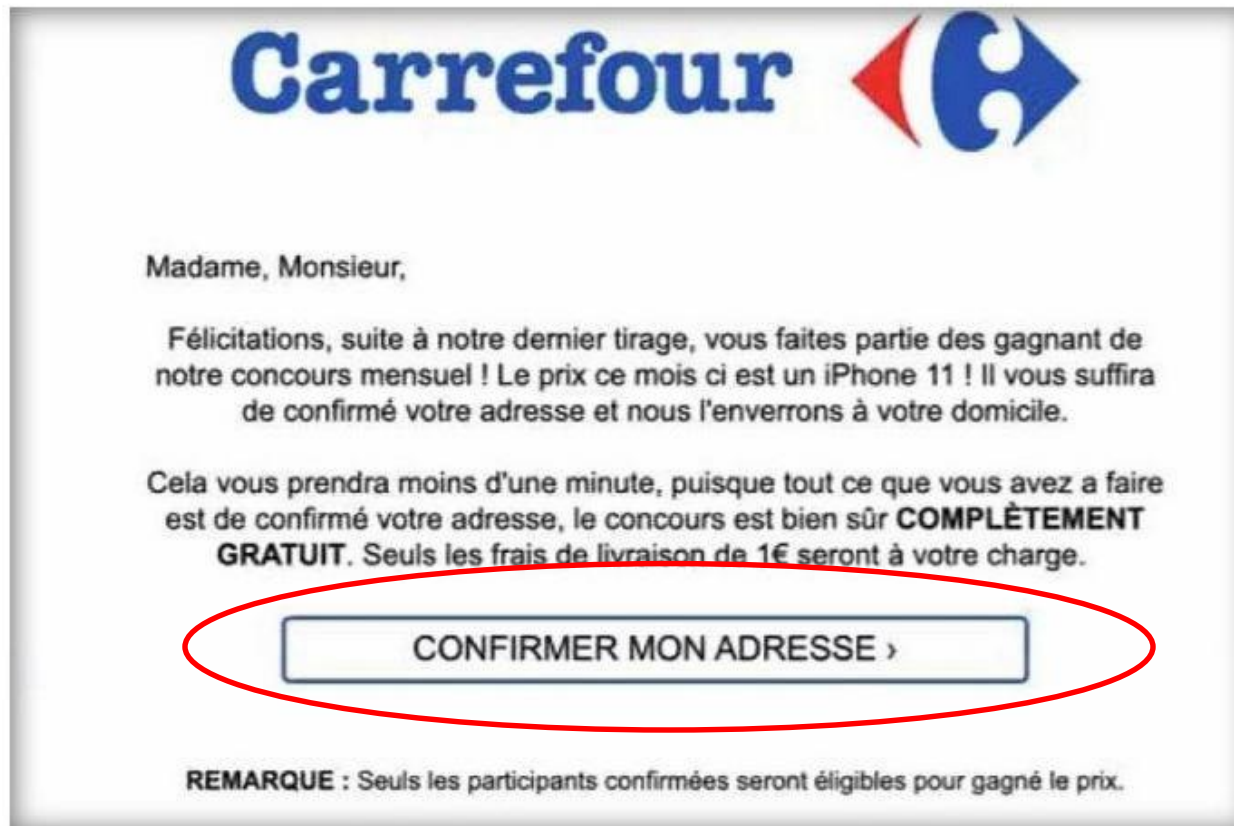 Carrefour
Madame, Monsieur,
Félicitations, suite à notre dernier tirage, vous faites partie des gagnant de
notre concours mensuel ! Le prix ce mois ci est un iPhone 11 ! Il vous suffira
de confirmé votre adresse et nous l'enverrons à votre domicile.
Cela vous prendra moins d'une minute, puisque tout ce que vous avez a faire
est de confirmé votre adresse, le concours est bien sûr COMPLÈTEMENT
GRATUIT. Seuls les frais de livraison de 1€ seront à votre charge.
CONFIRMER MON ADRESSE ›
REMARQUE : Seuls les participants confirmées seront éligibles pour gagné le prix.